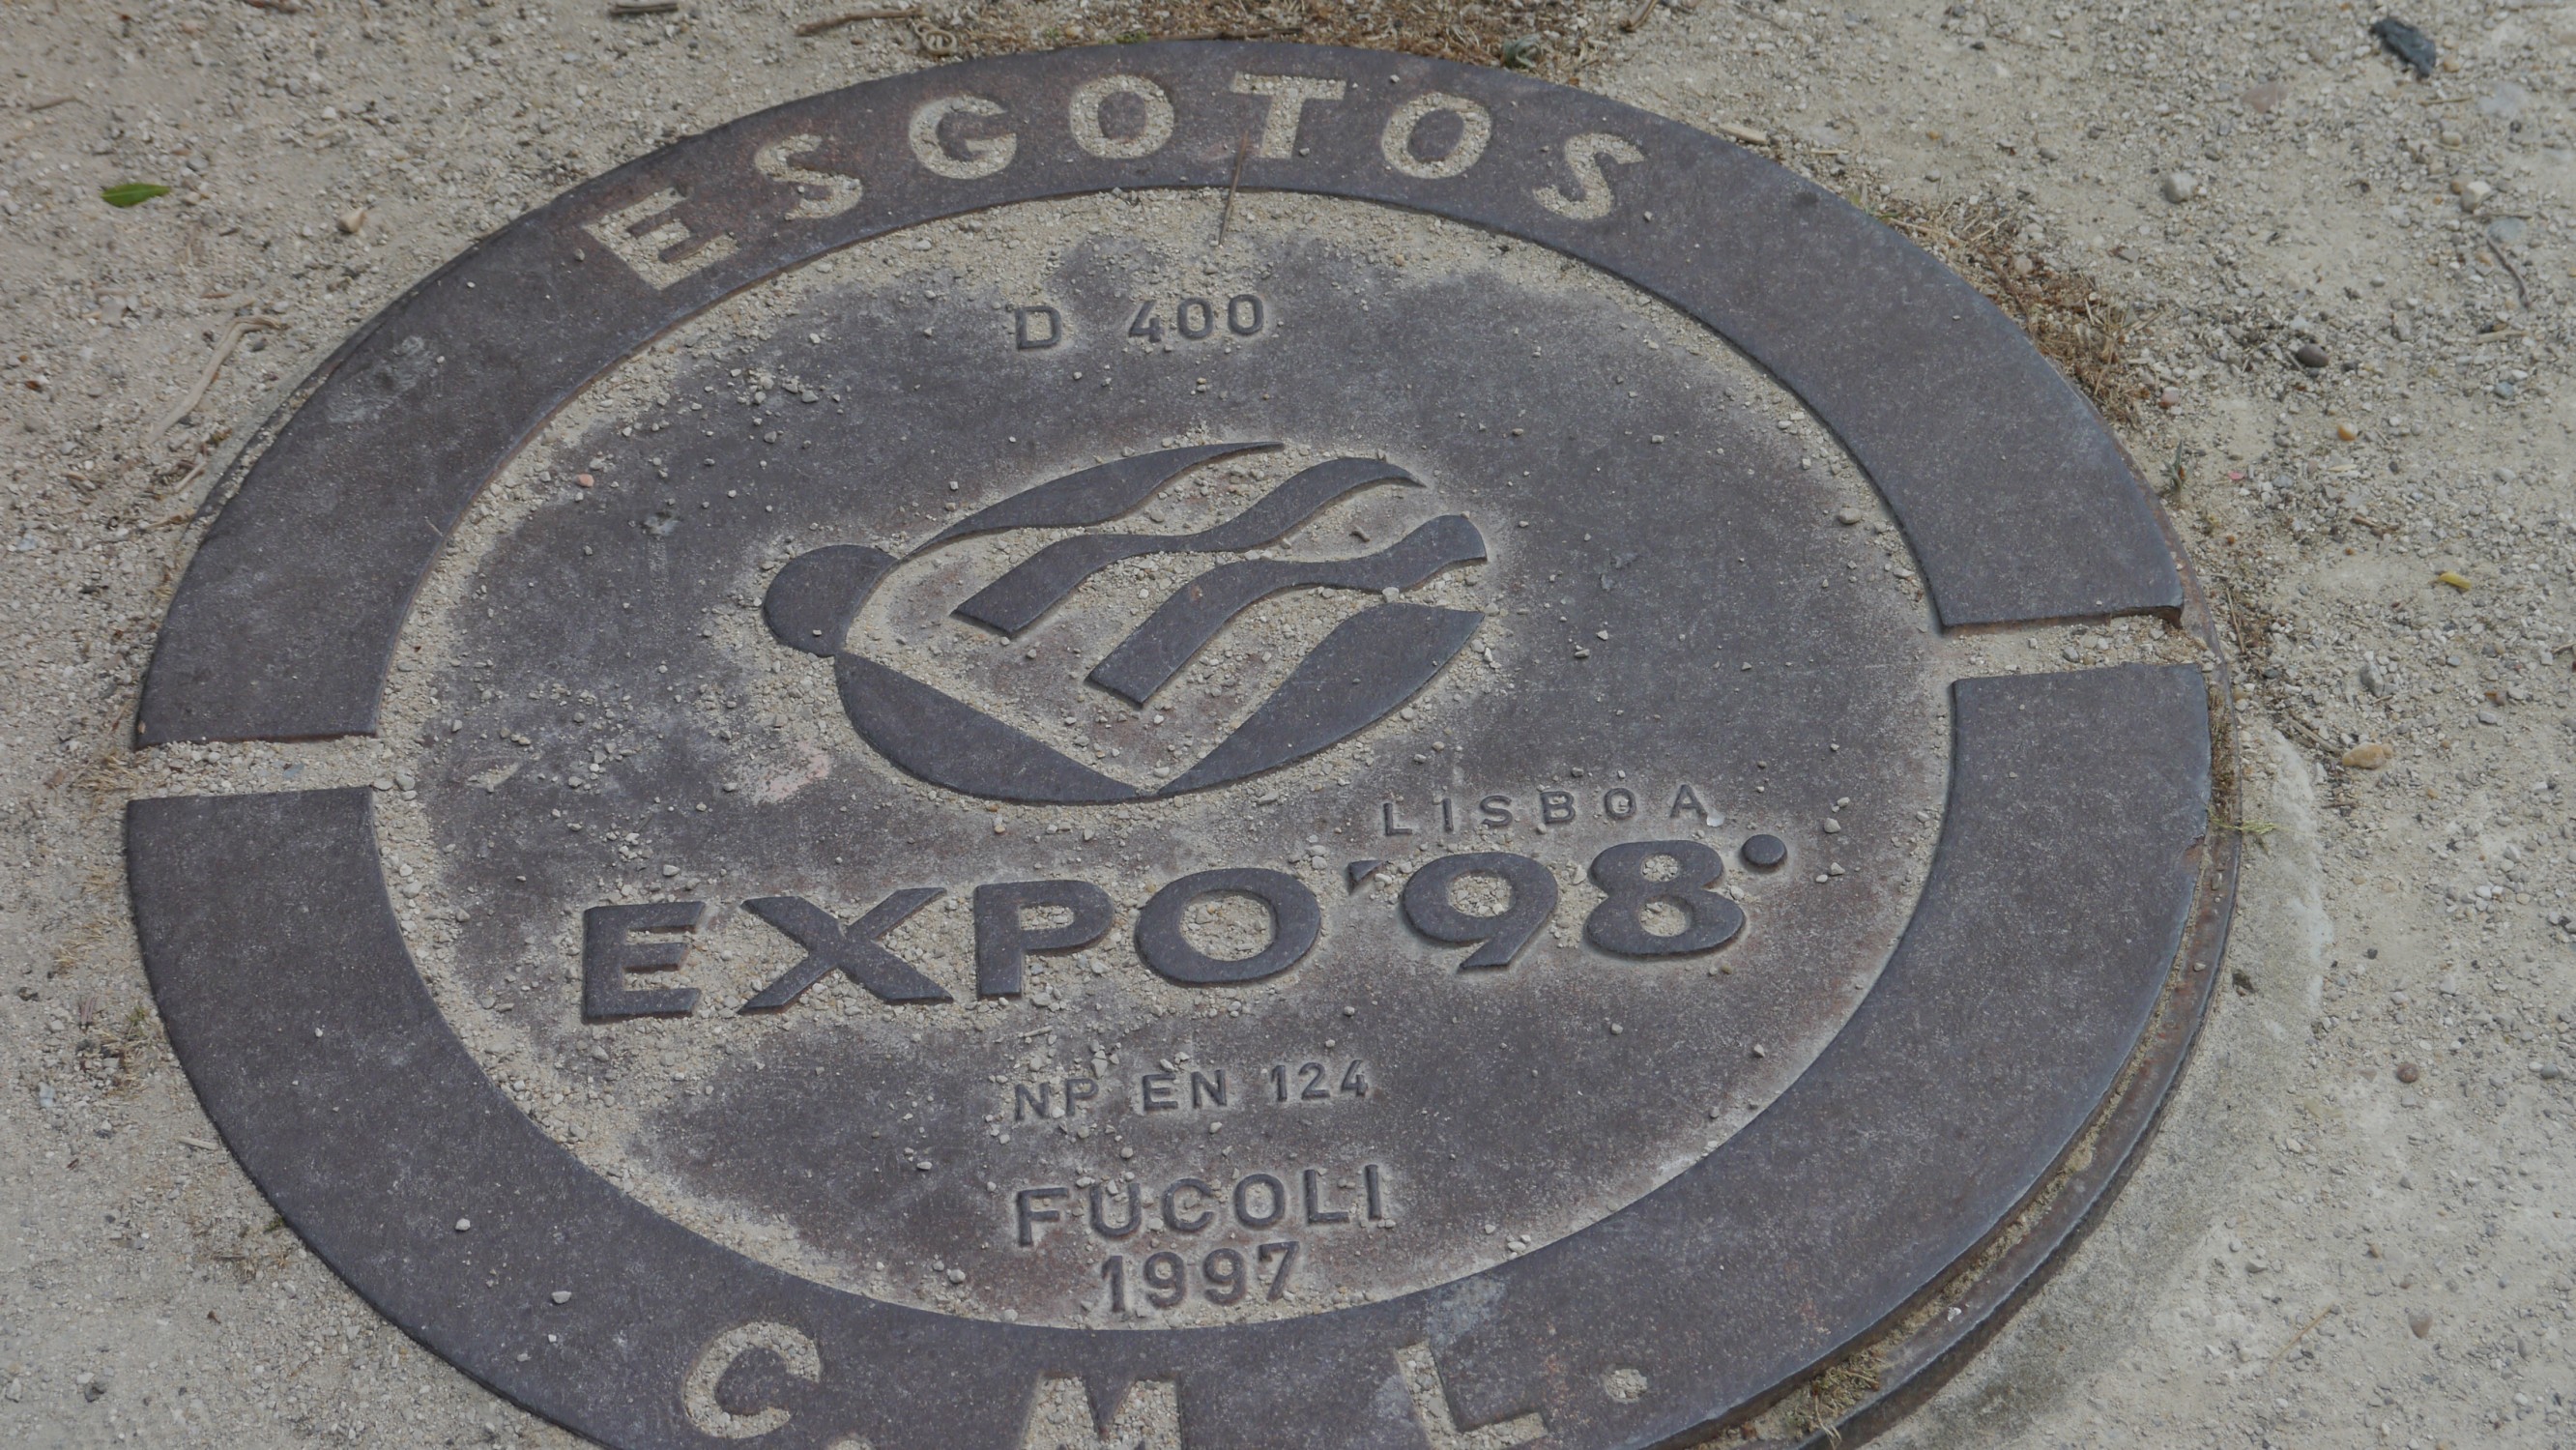 ESGOTOS
D 400
LISBOA
EXPO'98
NP EN 124
FUCOLI
1997
C.M.L.